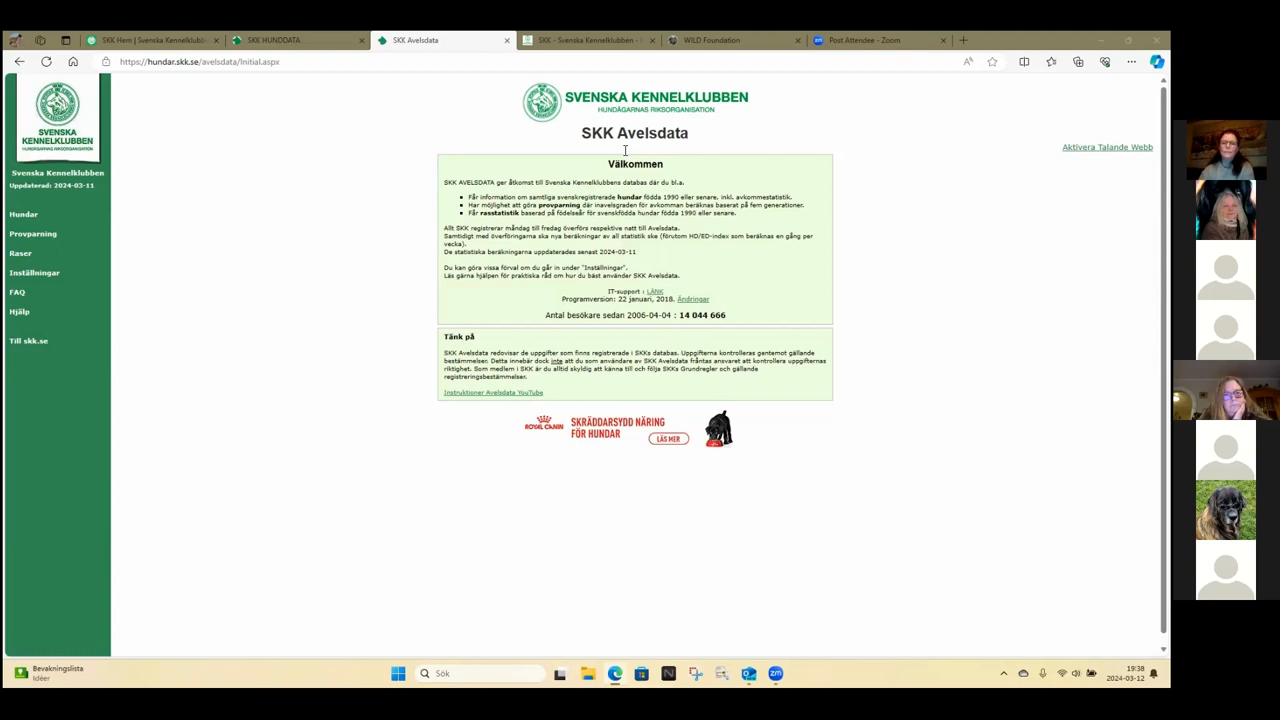 SKK Hem | Svenska Kennelklubb
SKK HUNDDATA
SKK Avelsdata
SKK - Svenska Kennelklubben -
WILD Foundation
Post Attendee - Zoom
https://hundar.skk.se/avelsdata/Initial.aspx
SVENSKA
KENNELKLUBBEN
HUNDÄGARNAS RIKSORGANISATION
Svenska Kennelklubben
Uppdaterad: 2024-03-11
Hundar
Provparning
Raser
Inställningar
FAQ
Hjälp
Till skk.se
SVENSKA KENNELKLUBBEN
HUNDÄGARNAS RIKSORGANISATION
SKK Avelsdata
Aktivera Talande Webb
Välkommen
SKK AVELSDATA ger åtkomst till Svenska Kennelklubbens databas där du bl.a.
Får information om samtliga svenskregistrerade hundar födda 1990 eller senare, inkl. avkommestatistik.
Har möjlighet att göra provparning där inavelsgraden för avkomman beräknas baserat på fem generationer.
Får rasstatistik baserad på födelseår för svenskfödda hundar födda 1990 eller senare.
Allt SKK registrerar måndag till fredag överförs respektive natt till Avelsdata.
Samtidigt med överföringarna ska nya beräkningar av all statistik ske (förutom HD/ED-index som beräknas en gång per
vecka).
De statistiska beräkningarna uppdaterades senast 2024-03-11
Du kan göra vissa förval om du går in under "Inställningar".
Läs gärna hjälpen för praktiska råd om hur du bäst använder SKK Avelsdata.
IT-support : LÄNK
Programversion: 22 januari, 2018. Ändringar
Antal besökare sedan 2006-04-04 : 14 044 666
Tänk på
SKK Avelsdata redovisar de uppgifter som finns registrerade i SKKs databas. Uppgifterna kontrolleras gentemot gällande
bestämmelser. Detta innebär dock inte att du som användare av SKK Avelsdata fråntas ansvaret att kontrollera uppgifternas
riktighet. Som medlem i SKK är du alltid skyldig att känna till och följa SKKs Grundregler och gällande
registreringsbestämmelser.
Instruktioner Avelsdata YouTube
ROYAL CANIN
SKRÄDDARSYDD NÄRING
FÖR HUNDAR
LÄS MER
Bevakningslista
Idéer
Sök
19:38
2024-03-12